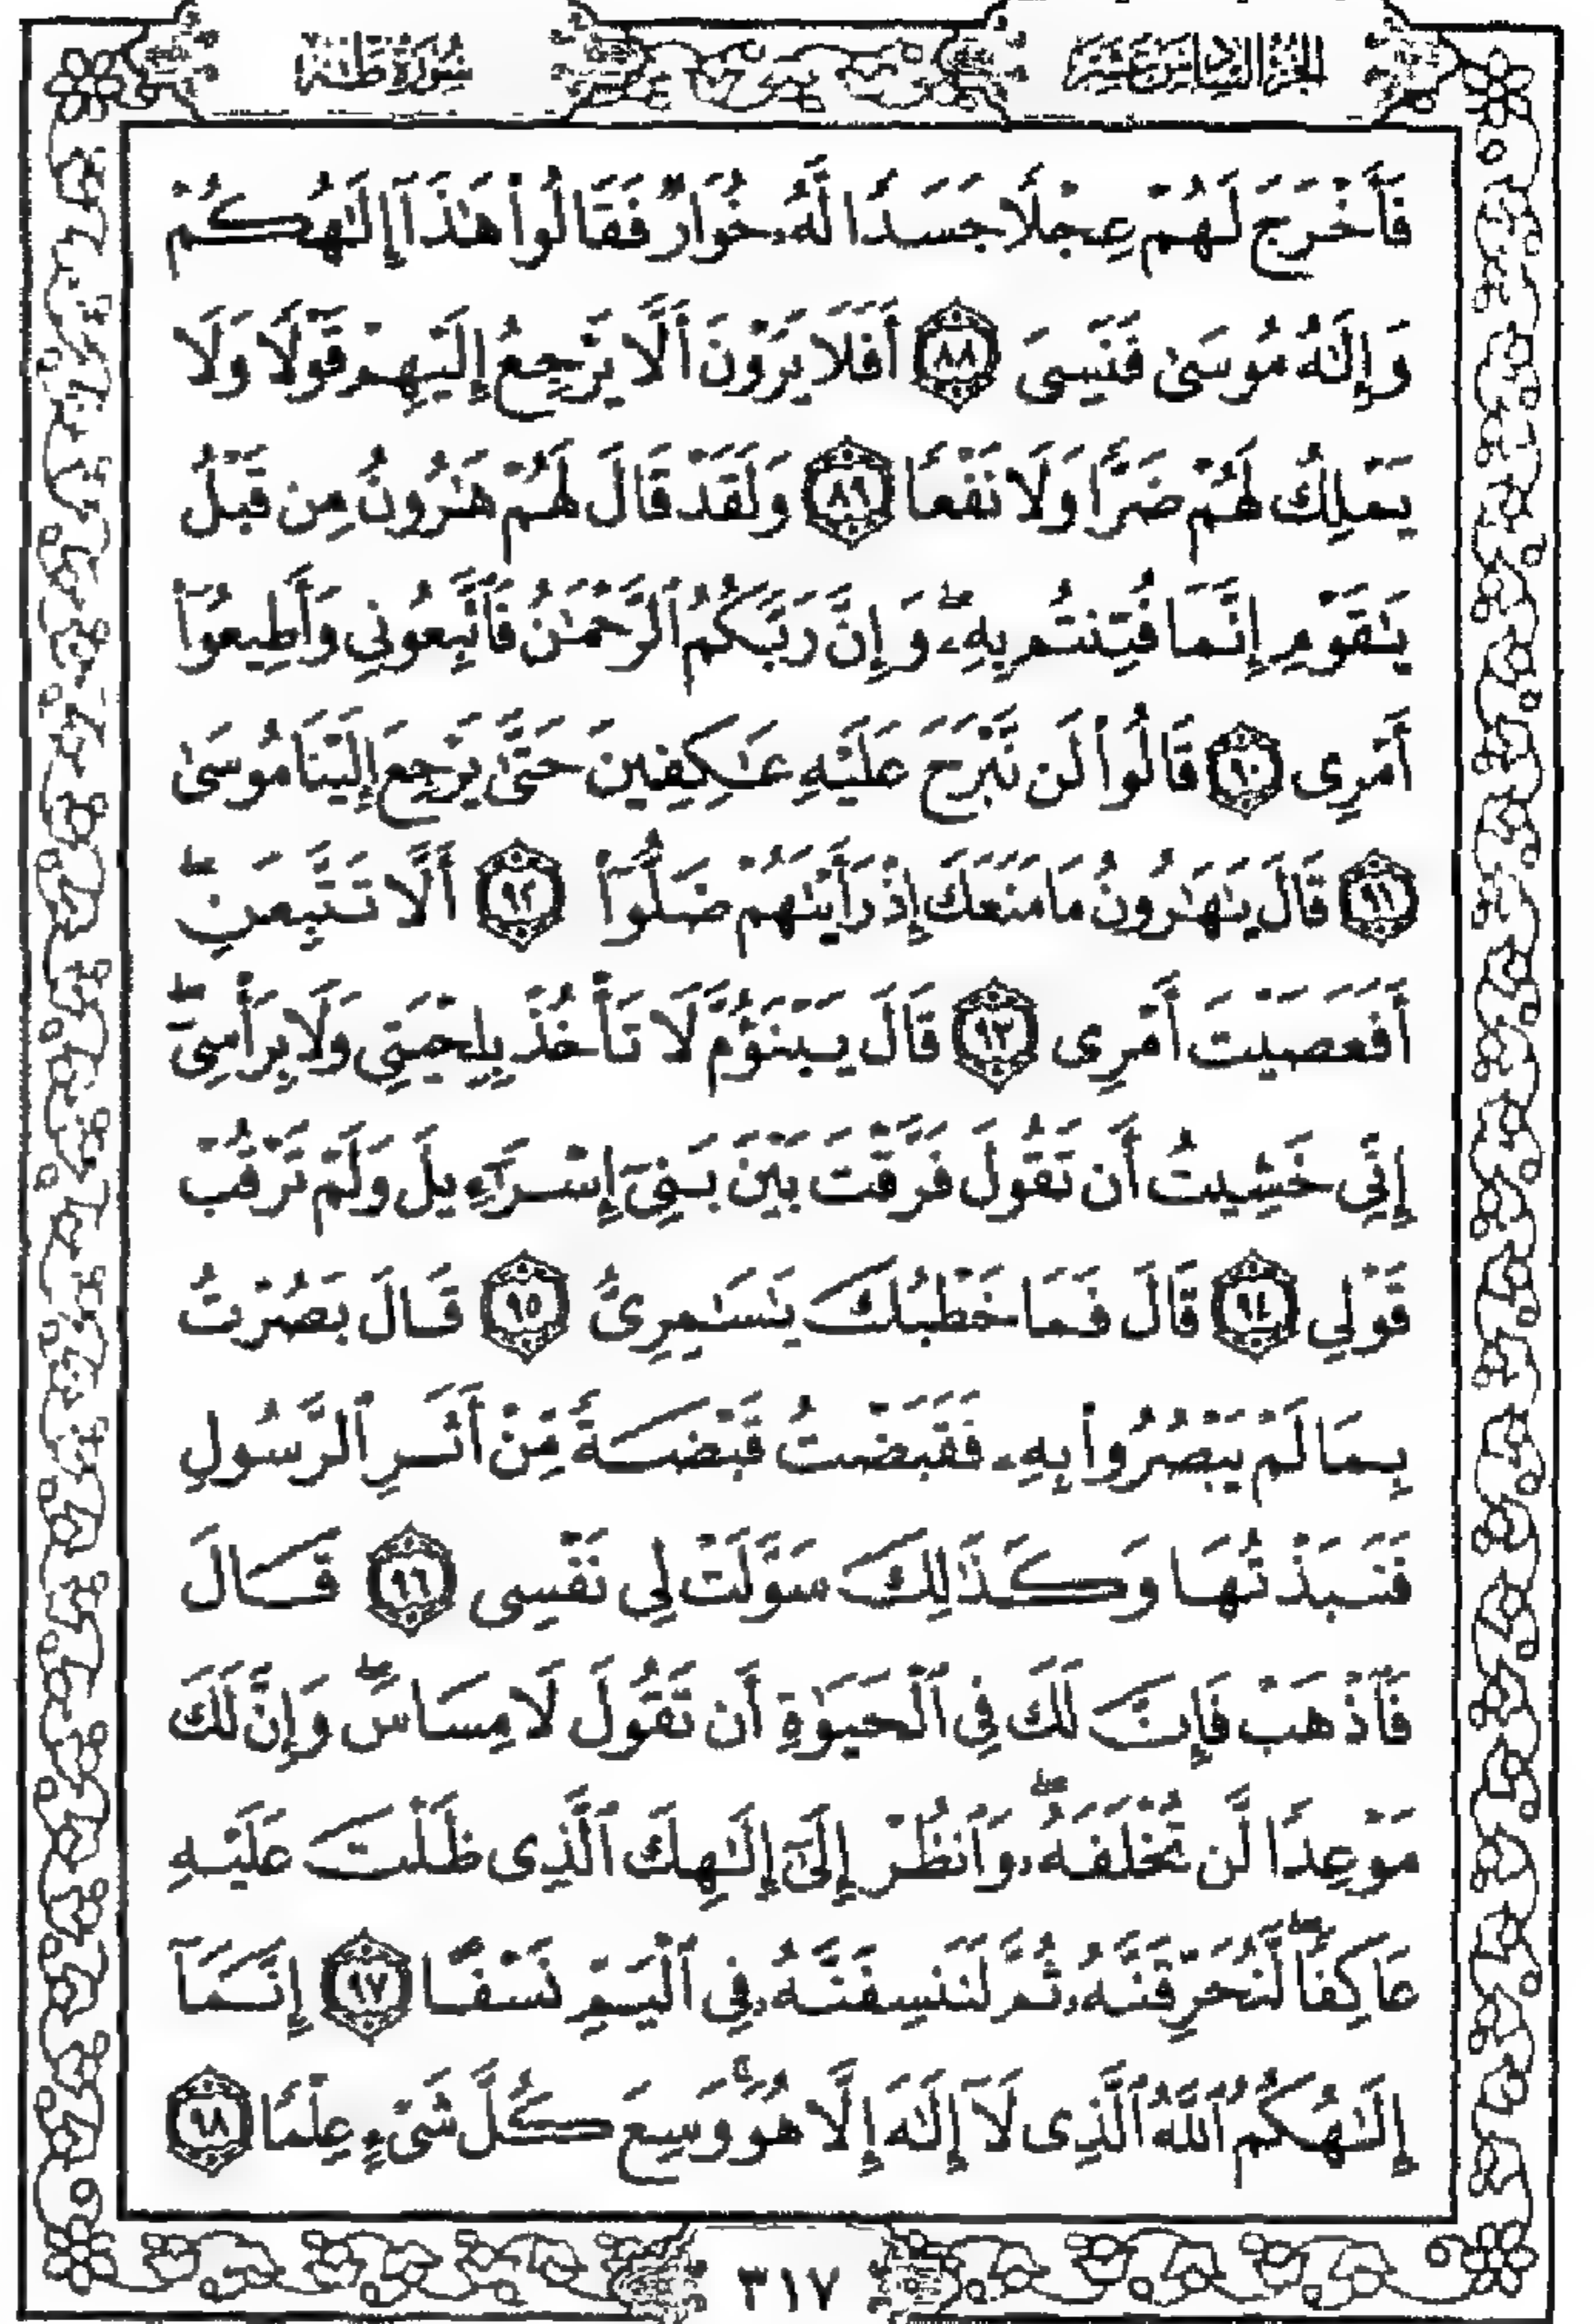 الجزء السادس عشر
سورة طه
فَأَخْرَجَ لَهُمْ عِجْلًا جَسَدًا لَّهُۥ خُوَارٌ فَقَالُوا۟ هَٰذَآ إِلَٰهُكُمْ
وَإِلَٰهُ مُوسَىٰ فَنَسِىَ ٨٨ أَفَلَا يَرَوْنَ أَلَّا يَرْجِعُ إِلَيْهِمْ قَوْلًا وَلَا
يَمْلِكُ لَهُمْ ضَرًّا وَلَا نَفْعًا ٨٩ وَلَقَدْ قَالَ لَهُمْ هَٰرُونُ مِن قَبْلُ
يَٰقَوْمِ إِنَّمَا فُتِنتُم بِهِۦ ۖ وَإِنَّ رَبَّكُمُ ٱلرَّحْمَٰنُ فَٱتَّبِعُونِى وَأَطِيعُوٓا۟
أَمْرِى ٩٠ قَالُوا۟ لَن نَّبْرَحَ عَلَيْهِ عَٰكِفِينَ حَتَّىٰ يَرْجِعَ إِلَيْنَا مُوسَىٰ
٩١ قَالَ يَٰهَٰرُونُ مَا مَنَعَكَ إِذْ رَأَيْتَهُمْ ضَلُّوٓا۟ ٩٢ أَلَّا تَتَّبِعَنِ ۖ
أَفَعَصَيْتَ أَمْرِى ٩٣ قَالَ يَبْنَؤُمَّ لَا تَأْخُذْ بِلِحْيَتِى وَلَا بِرَأْسِىٓ ۖ
إِنِّى خَشِيتُ أَن تَقُولَ فَرَّقْتَ بَيْنَ بَنِىٓ إِسْرَٰٓءِيلَ وَلَمْ تَرْقُبْ
قَوْلِى ٩٤ قَالَ فَمَا خَطْبُكَ يَٰسَٰمِرِىُّ ٩٥ قَالَ بَصُرْتُ
بِمَا لَمْ يَبْصُرُوا۟ بِهِۦ فَقَبَضْتُ قَبْضَةً مِّنْ أَثَرِ ٱلرَّسُولِ
فَنَبَذْتُهَا وَكَذَٰلِكَ سَوَّلَتْ لِى نَفْسِى ٩٦ قَالَ
فَٱذْهَبْ فَإِنَّ لَكَ فِى ٱلْحَيَوٰةِ أَن تَقُولَ لَا مِسَاسَ ۖ وَإِنَّ لَكَ
مَوْعِدًا لَّن تُخْلَفَهُۥ ۖ وَٱنظُرْ إِلَىٰٓ إِلَٰهِكَ ٱلَّذِى ظَلْتَ عَلَيْهِ
عَاكِفًا ۖ لَّنُحَرِّقَنَّهُۥ ثُمَّ لَنَنسِفَنَّهُۥ فِى ٱلْيَمِّ نَسْفًا ٩٧ إِنَّمَآ
إِلَٰهُكُمُ ٱللَّهُ ٱلَّذِى لَآ إِلَٰهَ إِلَّا هُوَ ۚ وَسِعَ كُلَّ شَىْءٍ عِلْمًا ٩٨
٣١٧